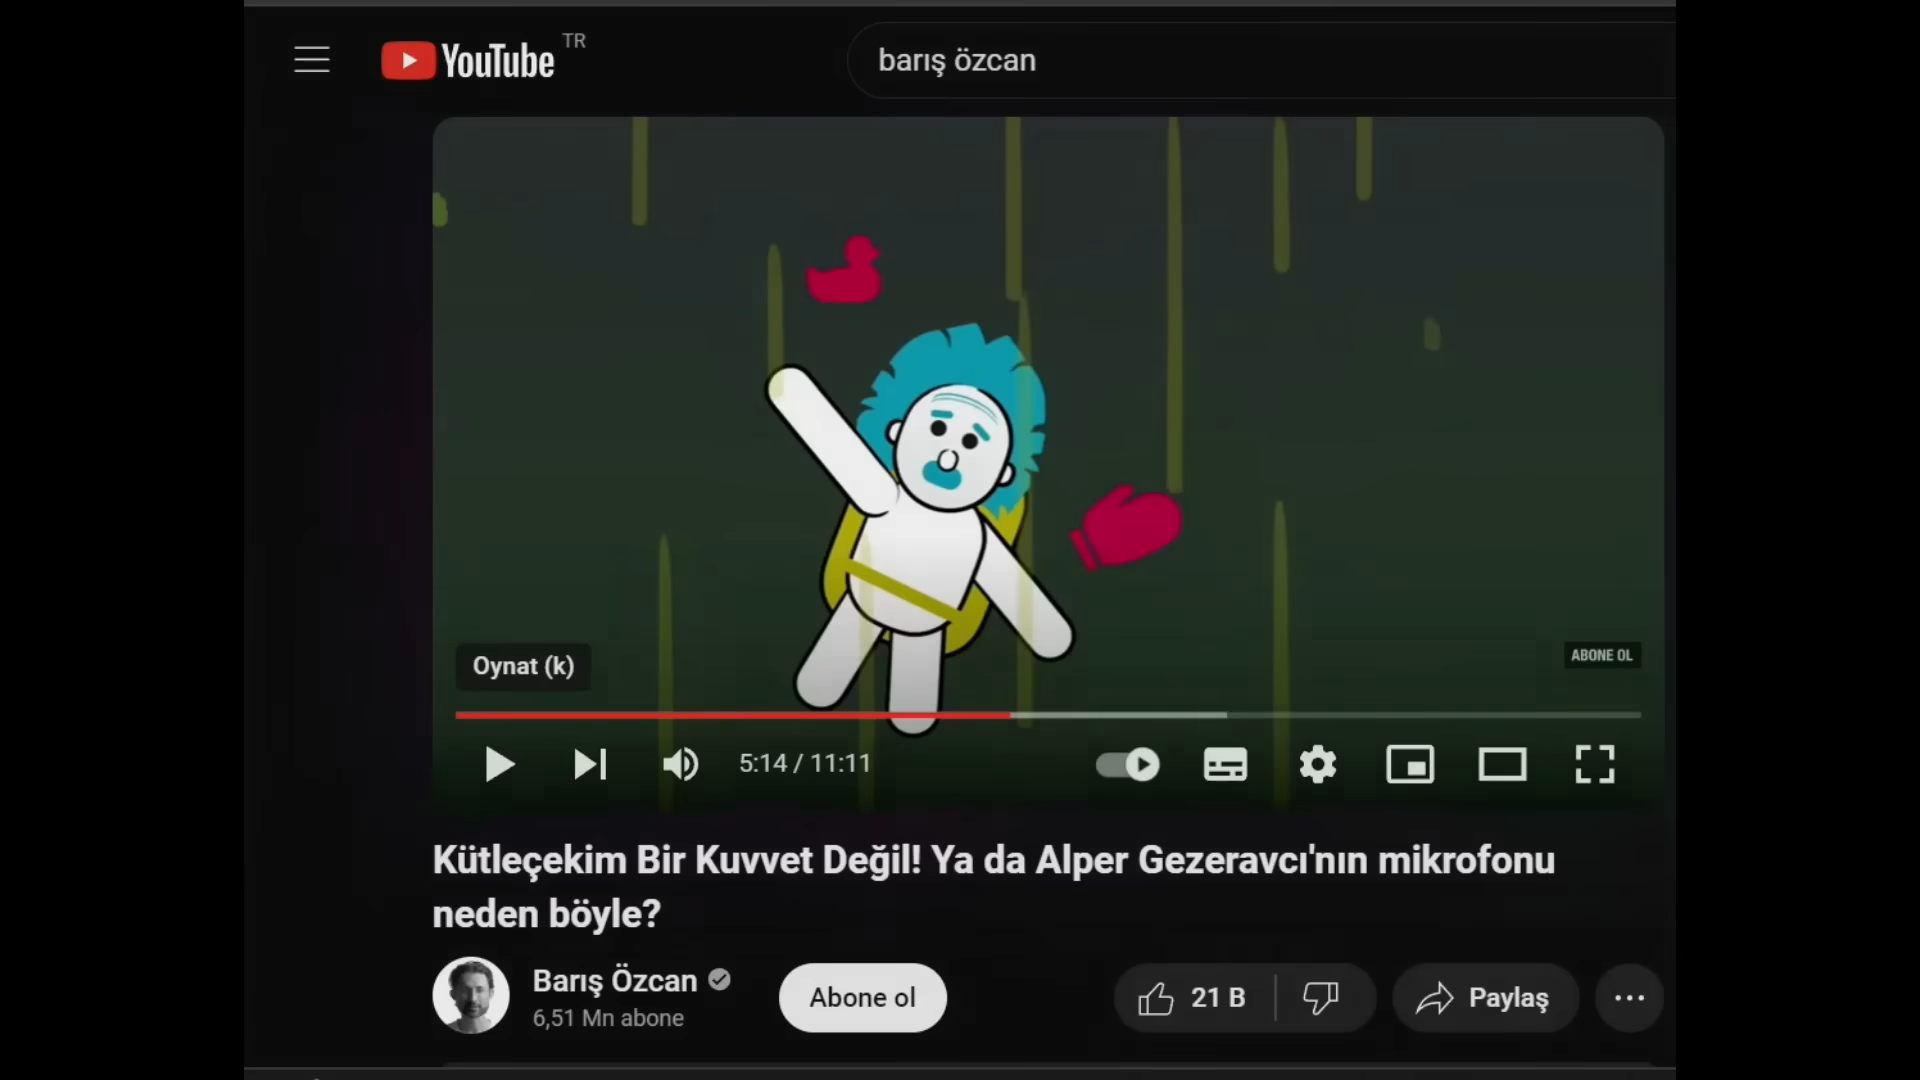 YouTube TR
barış özcan
Oynat (k)
ABONE OL
5:14 / 11:11
Kütleçekim Bir Kuvvet Değil! Ya da Alper Gezeravcı'nın mikrofonu
neden böyle?
Barış Özcan
6,51 Mn abone
Abone ol
21 B
Paylaş